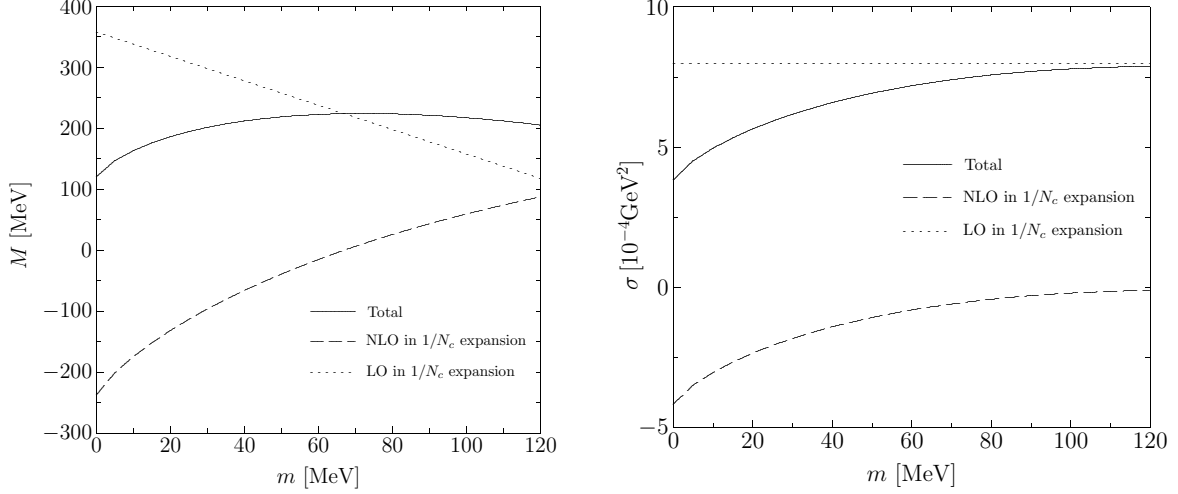 400
300
200
100
0
−100
−200
−300
M [MeV]
0 20 40 60 80 100 120
m [MeV]
Total
NLO in 1/N_c expansion
LO in 1/N_c expansion
10
5
0
−5
σ [10^{−4}GeV^2]
0 20 40 60 80 100 120
m [MeV]
Total
NLO in 1/N_c expansion
LO in 1/N_c expansion